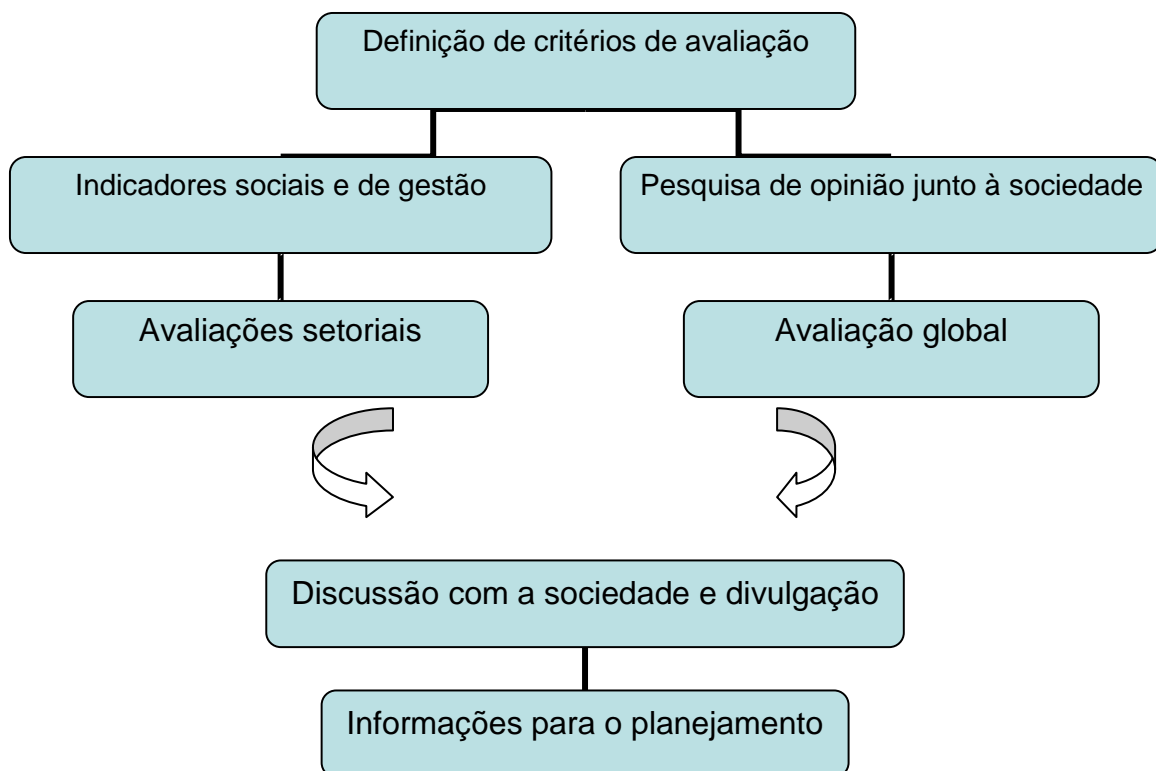 Definição de critérios de avaliação
Indicadores sociais e de gestão
Pesquisa de opinião junto à sociedade
Avaliações setoriais
Avaliação global
Discussão com a sociedade e divulgação
Informações para o planejamento